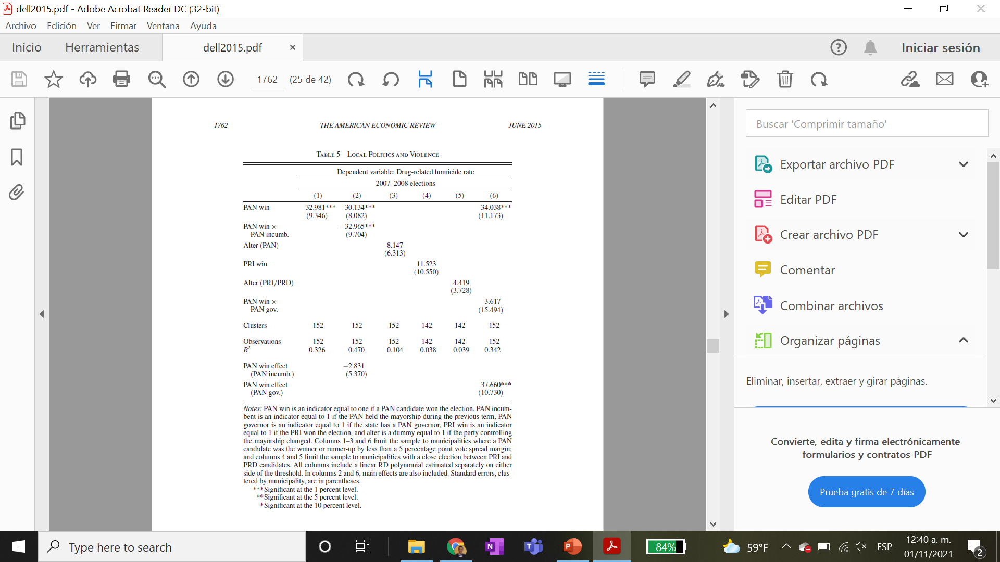 dell2015.pdf - Adobe Acrobat Reader DC (32-bit)
Archivo Edición Ver Firmar Ventana Ayuda
Inicio Herramientas dell2015.pdf × Iniciar sesión
1762 (25 de 42)
1762 THE AMERICAN ECONOMIC REVIEW JUNE 2015
Table 5—Local Politics and Violence
Dependent variable: Drug-related homicide rate
2007–2008 elections
(1) (2) (3) (4) (5) (6)
PAN win 32.981*** 30.134*** 34.038***
(9.346) (8.082) (11.173)
PAN win × −32.965***
PAN incumb. (9.704)
Alter (PAN) 8.147
(6.313)
PRI win 11.523
(10.550)
Alter (PRI/PRD) 4.419
(3.728)
PAN win × 3.617
PAN gov. (15.494)
Clusters 152 152 152 142 142 152
Observations 152 152 152 142 142 152
R² 0.326 0.470 0.104 0.038 0.039 0.342
PAN win effect −2.831
(PAN incumb.) (5.370)
PAN win effect 37.660***
(PAN gov.) (10.730)
Notes: PAN win is an indicator equal to one if a PAN candidate won the election, PAN incum-
bent is an indicator equal to 1 if the PAN held the mayorship during the previous term, PAN
governor is an indicator equal to 1 if the state has a PAN governor, PRI win is an indicator
equal to 1 if the PRI won the election, and alter is a dummy equal to 1 if the party controlling
the mayorship changed. Columns 1–3 and 6 limit the sample to municipalities where a PAN
candidate was the winner or runner-up by less than a 5 percentage point vote spread margin;
and columns 4 and 5 limit the sample to municipalities with a close election between PRI and
PRD candidates. All columns include a linear RD polynomial estimated separately on either
side of the threshold. In columns 2 and 6, main effects are also included. Standard errors, clus-
tered by municipality, are in parentheses.
***Significant at the 1 percent level.
**Significant at the 5 percent level.
*Significant at the 10 percent level.
Buscar 'Comprimir tamaño'
Exportar archivo PDF
Editar PDF
Crear archivo PDF
Comentar
Combinar archivos
Organizar páginas
Eliminar, insertar, extraer y girar páginas.
Convierte, edita y firma electrónicamente
formularios y contratos PDF
Prueba gratis de 7 días
Type here to search
84%
59°F
ESP
12:40 a. m.
01/11/2021
2